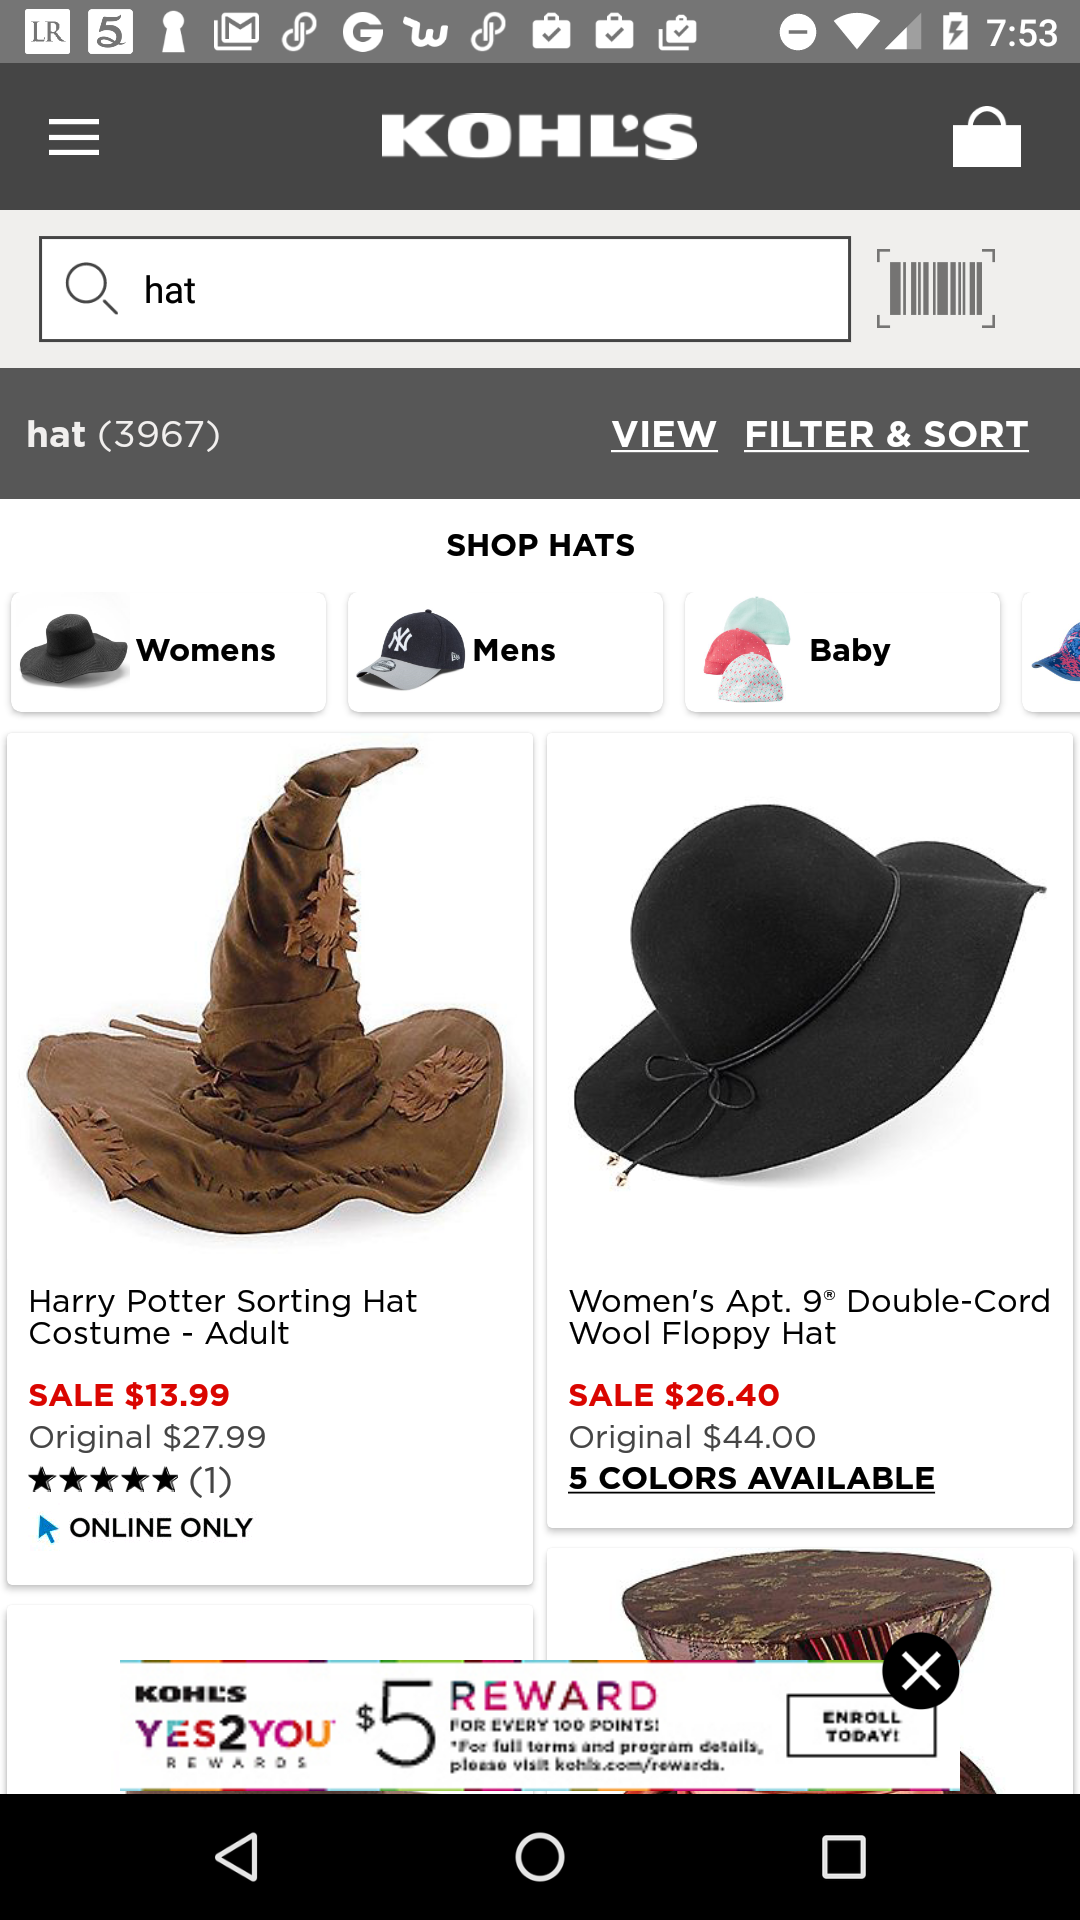 LR 5 G 7:53
KOHL'S
hat
hat (3967) VIEW FILTER & SORT
SHOP HATS
Womens Mens Baby
NY
Harry Potter Sorting Hat
Costume - Adult
SALE $13.99
Original $27.99
(1)
ONLINE ONLY
Women's Apt. 9® Double-Cord
Wool Floppy Hat
SALE $26.40
Original $44.00
5 COLORS AVAILABLE
KOHL'S
YES2YOU
REWARDS
$5 REWARD
FOR EVERY 100 POINTS!
*For full terms and program details,
please visit kohls.com/rewards.
ENROLL
TODAY!